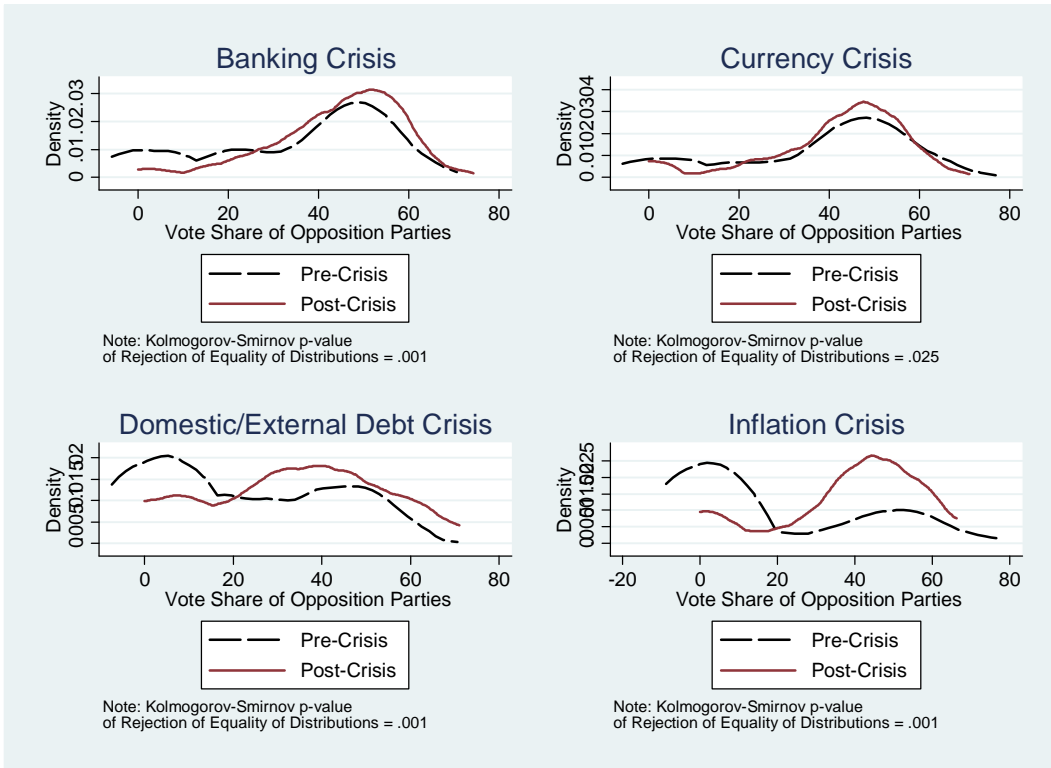 Banking Crisis
Density
0 .01.02.03
0 20 40 60 80
Vote Share of Opposition Parties
Pre-Crisis
Post-Crisis
Note: Kolmogorov-Smirnov p-value
of Rejection of Equality of Distributions = .001
Currency Crisis
Density
0 20 40 60 80
Vote Share of Opposition Parties
Pre-Crisis
Post-Crisis
Note: Kolmogorov-Smirnov p-value
of Rejection of Equality of Distributions = .025
Domestic/External Debt Crisis
Density
0 20 40 60 80
Vote Share of Opposition Parties
Pre-Crisis
Post-Crisis
Note: Kolmogorov-Smirnov p-value
of Rejection of Equality of Distributions = .001
Inflation Crisis
Density
-20 0 20 40 60 80
Vote Share of Opposition Parties
Pre-Crisis
Post-Crisis
Note: Kolmogorov-Smirnov p-value
of Rejection of Equality of Distributions = .001